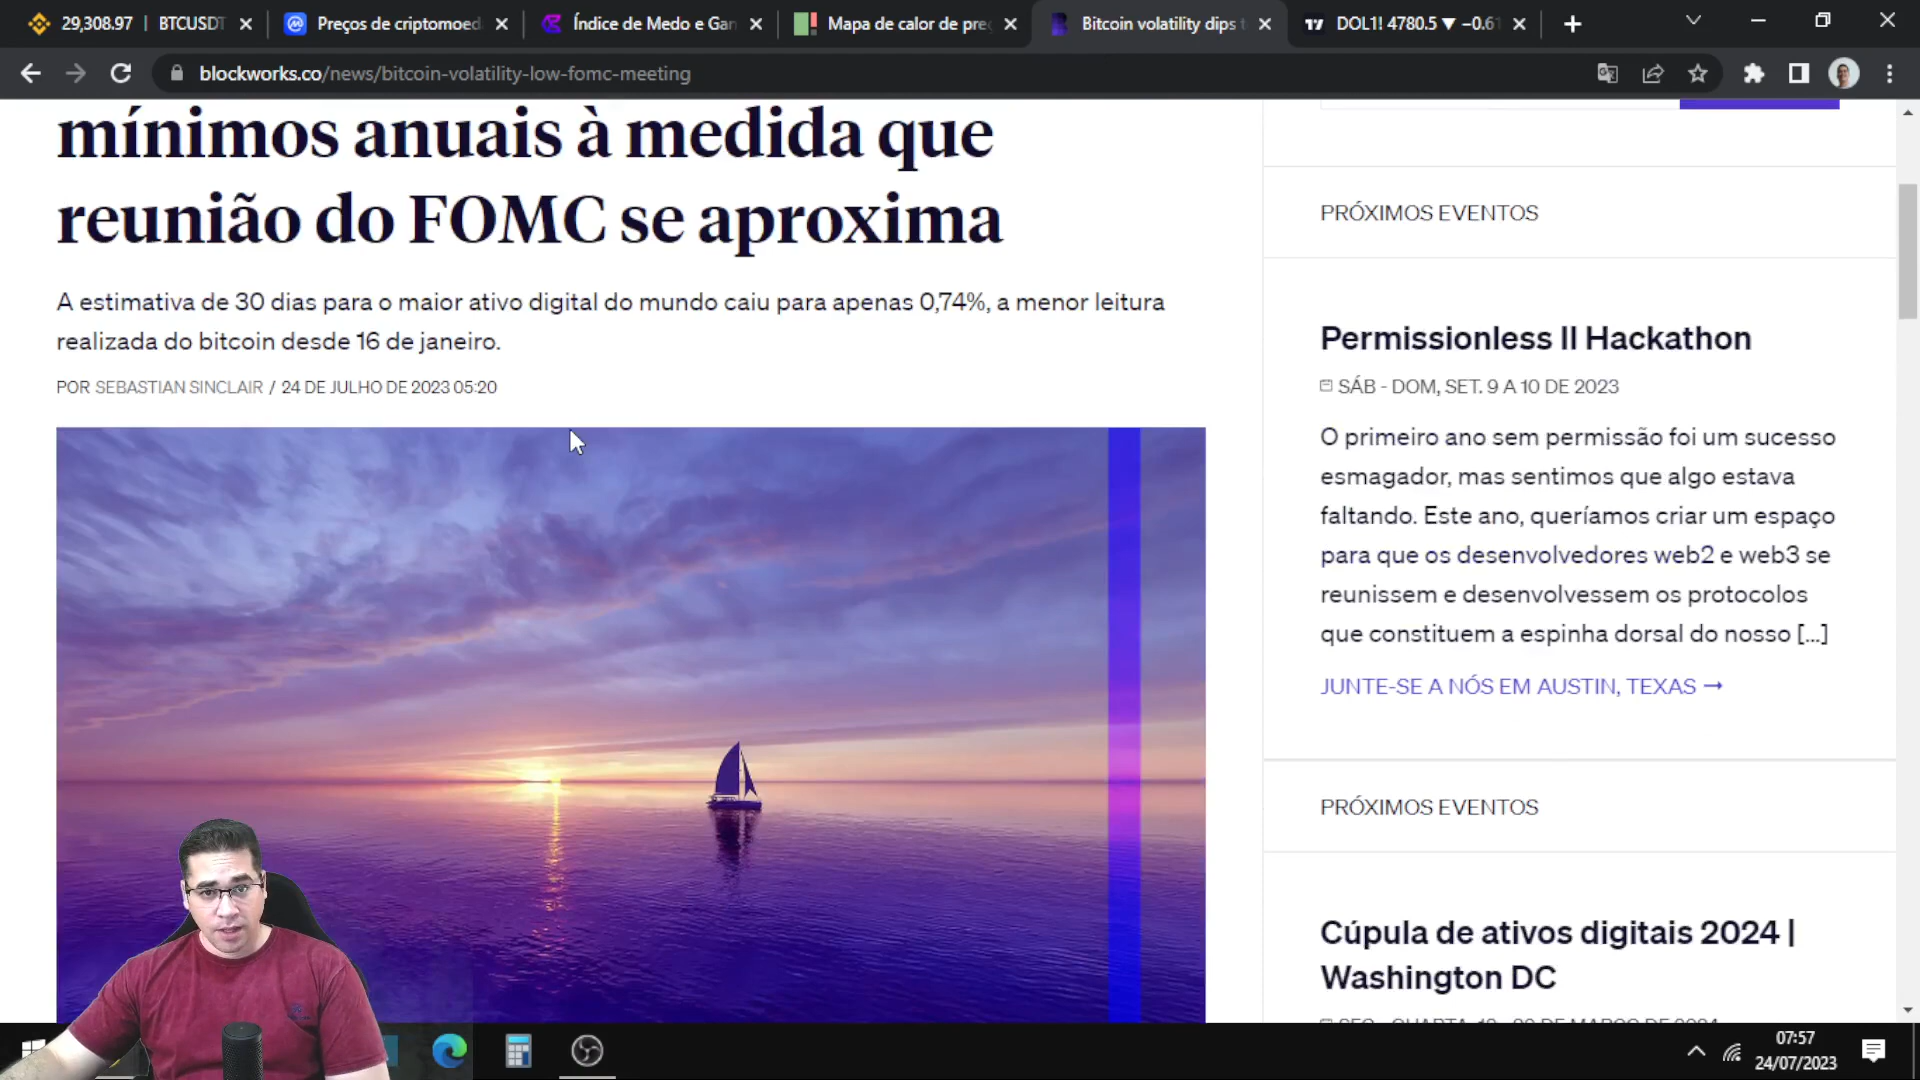 29,308.97 | BTCUSDT
Preços de criptomoed
Índice de Medo e Gan
Mapa de calor de pre
Bitcoin volatility dips t
DOL1! 4780.5 ▼ −0.61
blockworks.co/news/bitcoin-volatility-low-fomc-meeting
mínimos anuais à medida que
reunião do FOMC se aproxima
A estimativa de 30 dias para o maior ativo digital do mundo caiu para apenas 0,74%, a menor leitura
realizada do bitcoin desde 16 de janeiro.
POR SEBASTIAN SINCLAIR / 24 DE JULHO DE 2023 05:20
PRÓXIMOS EVENTOS
Permissionless II Hackathon
SÁB - DOM, SET. 9 A 10 DE 2023
O primeiro ano sem permissão foi um sucesso
esmagador, mas sentimos que algo estava
faltando. Este ano, queríamos criar um espaço
para que os desenvolvedores web2 e web3 se
reunissem e desenvolvessem os protocolos
que constituem a espinha dorsal do nosso [...]
JUNTE-SE A NÓS EM AUSTIN, TEXAS →
PRÓXIMOS EVENTOS
Cúpula de ativos digitais 2024 |
Washington DC
07:57
24/07/2023